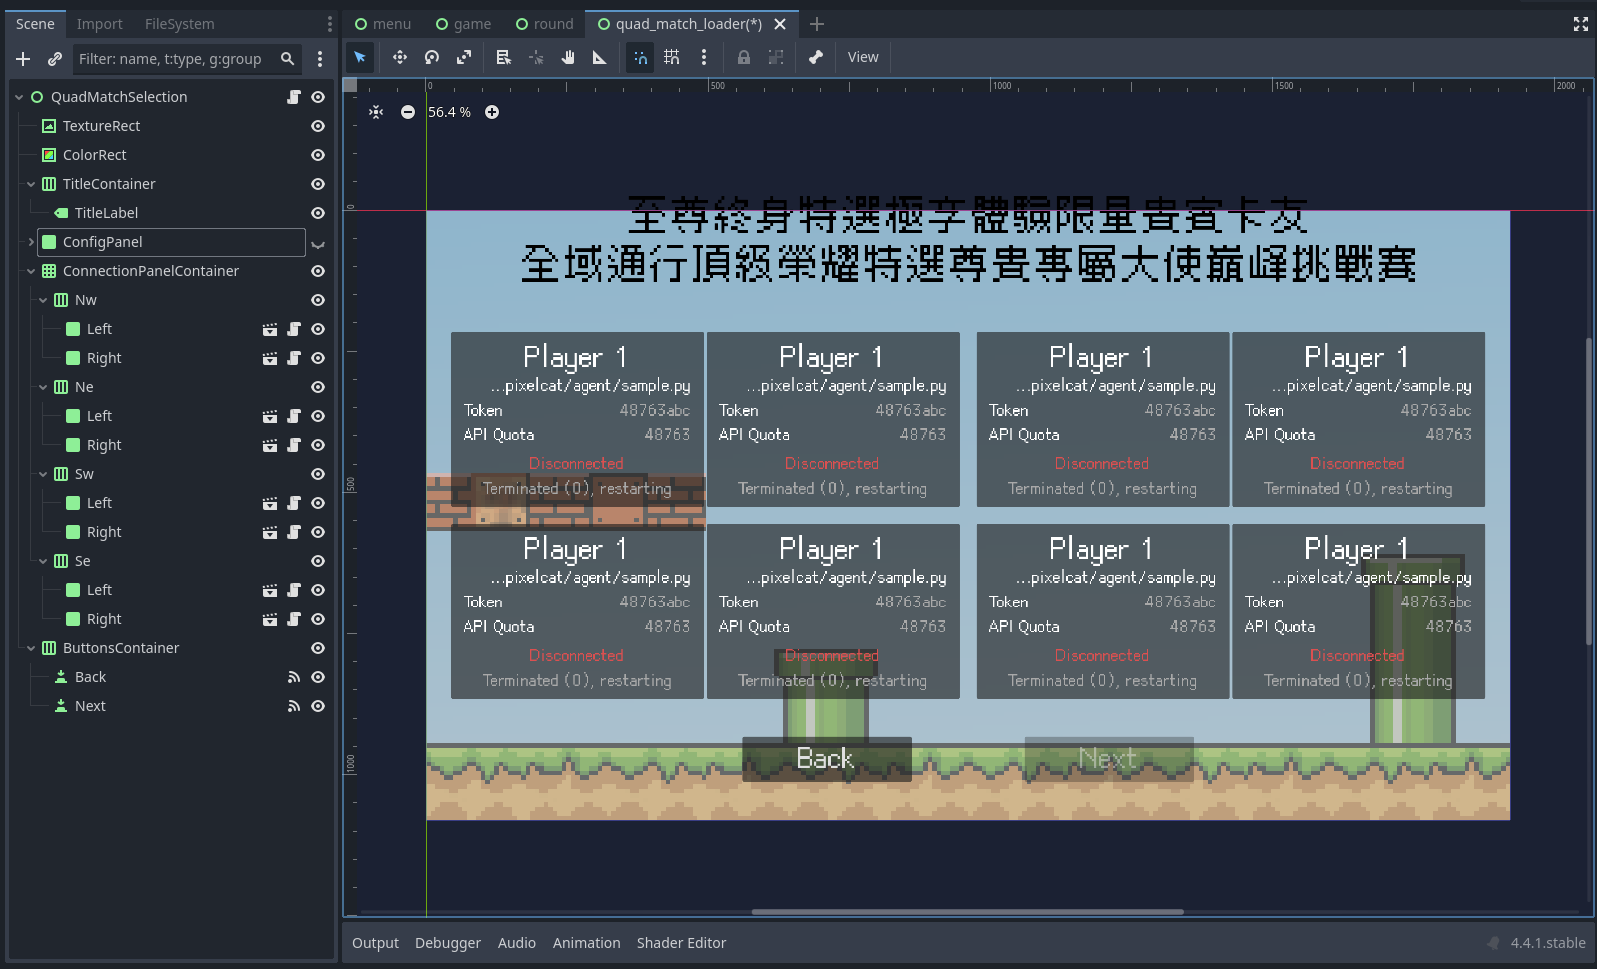 Scene Import FileSystem
menu game round quad_match_loader(*)
Filter: name, t:type, g:group
View
QuadMatchSelection
TextureRect
ColorRect
TitleContainer
TitleLabel
ConfigPanel
ConnectionPanelContainer
Nw
Left
Right
Ne
Left
Right
Sw
Left
Right
Se
Left
Right
ButtonsContainer
Back
Next
0 500 1000 1500 2000
56.4 %
0
500
1000
至尊終身特選極享體驗限量貴賓卡友
全域通行頂級榮耀特選尊貴專屬大使巔峰挑戰賽
Player 1
...pixelcat/agent/sample.py
Token 48763abc
API Quota 48763
Disconnected
Terminated (0), restarting
Player 1
...pixelcat/agent/sample.py
Token 48763abc
API Quota 48763
Disconnected
Terminated (0), restarting
Player 1
...pixelcat/agent/sample.py
Token 48763abc
API Quota 48763
Disconnected
Terminated (0), restarting
Player 1
...pixelcat/agent/sample.py
Token 48763abc
API Quota 48763
Disconnected
Terminated (0), restarting
Player 1
...pixelcat/agent/sample.py
Token 48763abc
API Quota 48763
Disconnected
Terminated (0), restarting
Player 1
...pixelcat/agent/sample.py
Token 48763abc
API Quota 48763
Disconnected
Terminated (0), restarting
Player 1
...pixelcat/agent/sample.py
Token 48763abc
API Quota 48763
Disconnected
Terminated (0), restarting
Player 1
...pixelcat/agent/sample.py
Token 48763abc
API Quota 48763
Disconnected
Terminated (0), restarting
Back Next
Output Debugger Audio Animation Shader Editor 4.4.1.stable